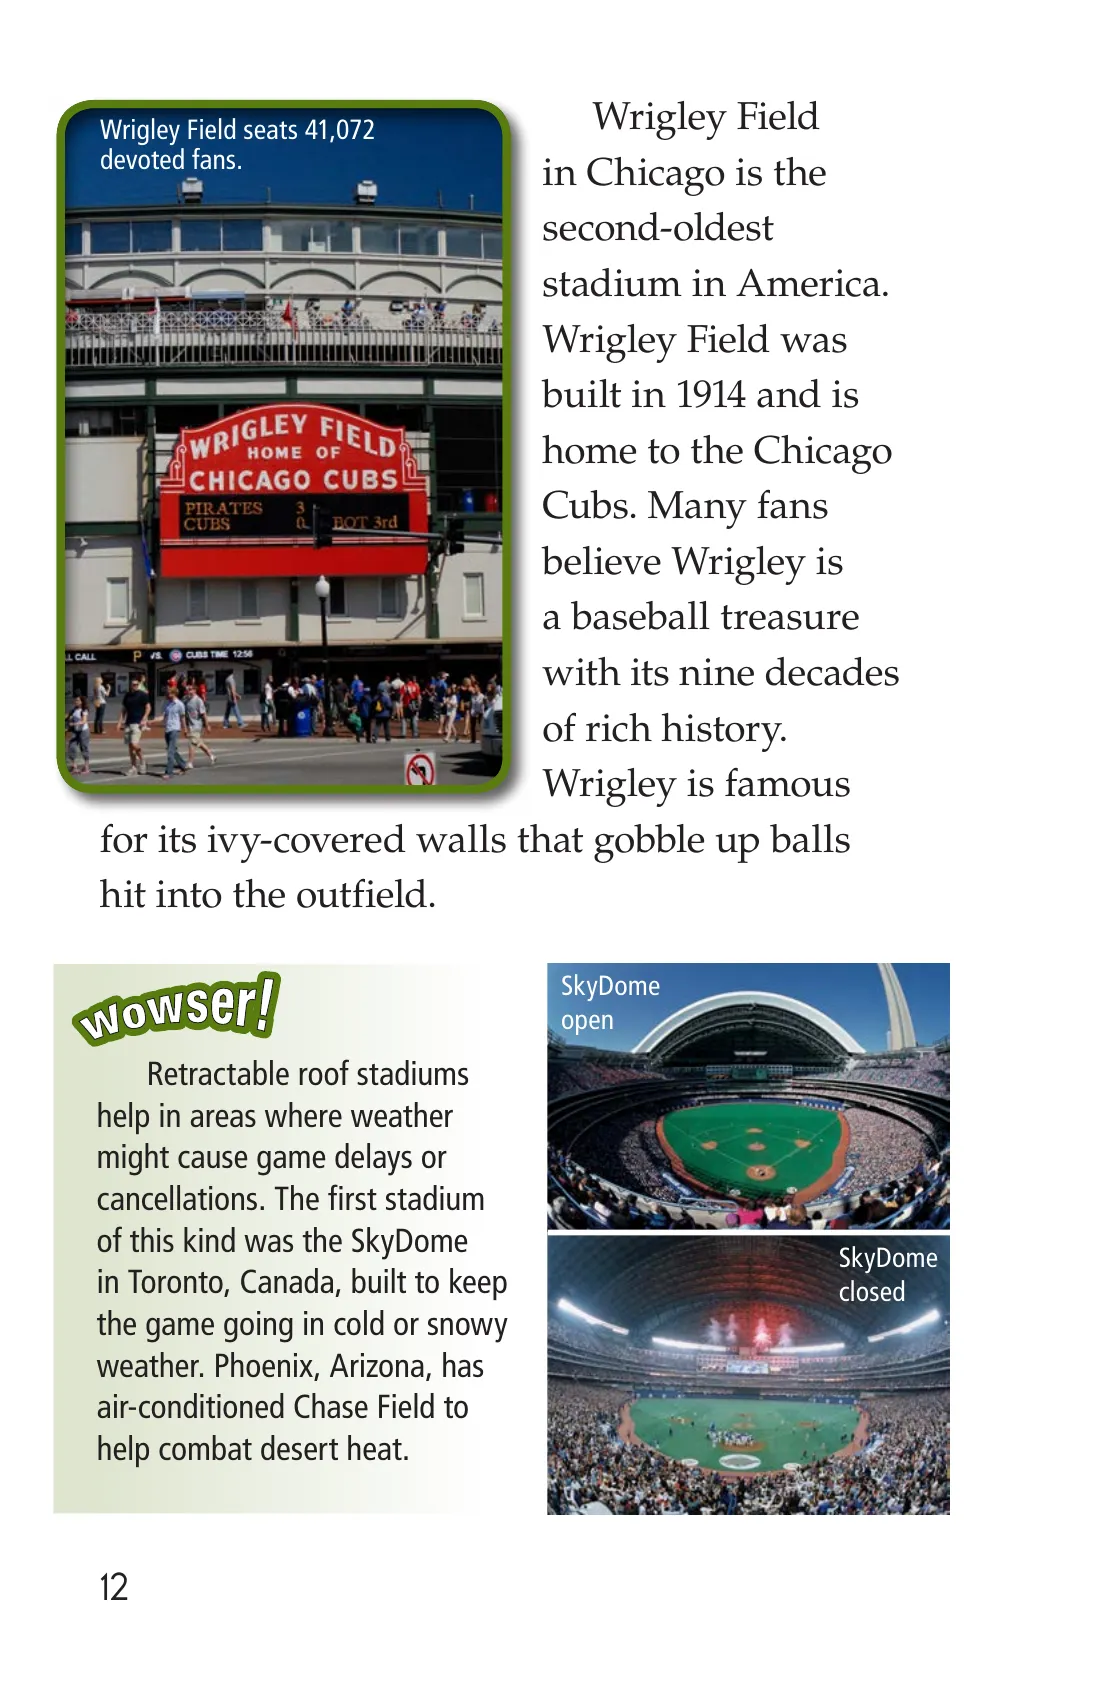 Wrigley Field seats 41,072
devoted fans.
WRIGLEY FIELD
HOME OF
CHICAGO CUBS
PIRATES 3
CUBS 0 BOT 3rd
LL CALL P VS. CUBS TIME 12:56
Wrigley Field
in Chicago is the
second-oldest
stadium in America.
Wrigley Field was
built in 1914 and is
home to the Chicago
Cubs. Many fans
believe Wrigley is
a baseball treasure
with its nine decades
of rich history.
Wrigley is famous
for its ivy-covered walls that gobble up balls
hit into the outfield.
Wowser!
Retractable roof stadiums
help in areas where weather
might cause game delays or
cancellations. The first stadium
of this kind was the SkyDome
in Toronto, Canada, built to keep
the game going in cold or snowy
weather. Phoenix, Arizona, has
air-conditioned Chase Field to
help combat desert heat.
SkyDome
open
SkyDome
closed
12